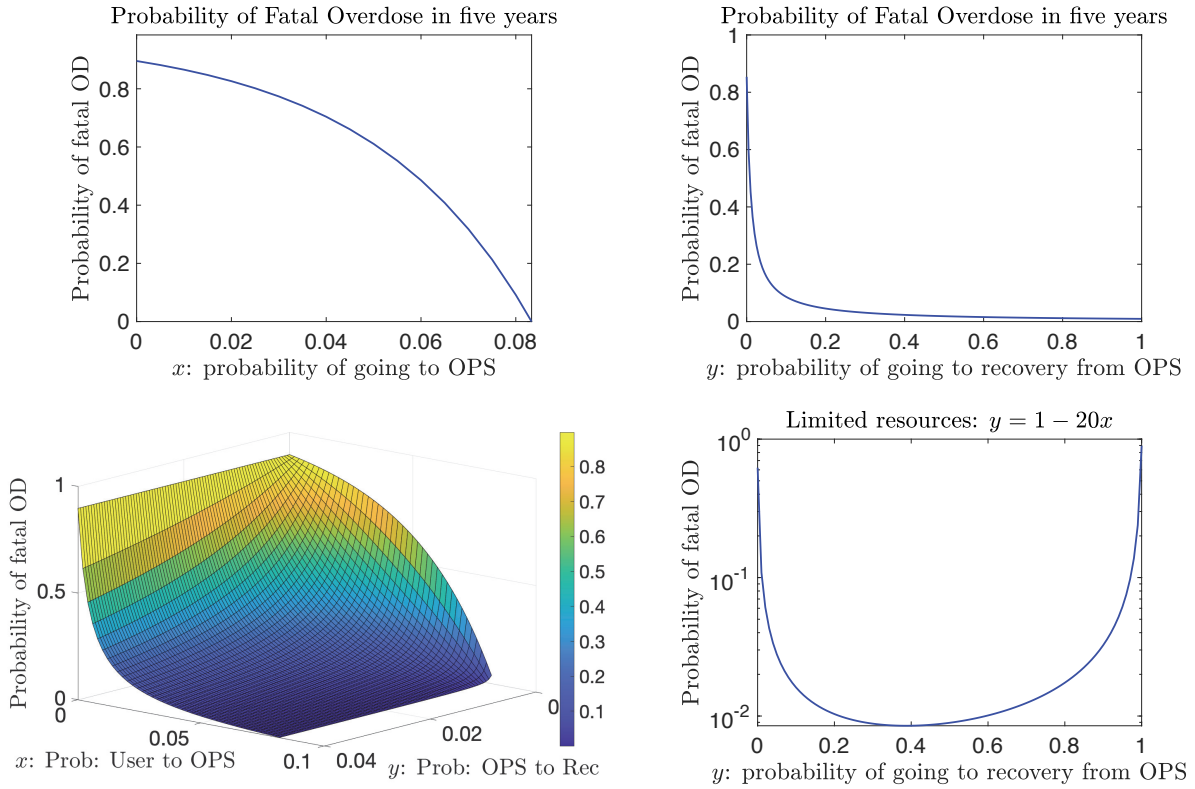 Probability of Fatal Overdose in five years
Probability of fatal OD
0.8
0.6
0.4
0.2
0
0 0.02 0.04 0.06 0.08
x: probability of going to OPS
Probability of Fatal Overdose in five years
Probability of fatal OD
1
0.8
0.6
0.4
0.2
0
0 0.2 0.4 0.6 0.8 1
y: probability of going to recovery from OPS
Probability of fatal OD
1
0.5
0
0 0.05 0.1
x: Prob: User to OPS
0.04 0.02 0
y: Prob: OPS to Rec
0.8
0.7
0.6
0.5
0.4
0.3
0.2
0.1
Limited resources: y = 1 − 20x
Probability of fatal OD
10^0
10^-1
10^-2
0 0.2 0.4 0.6 0.8 1
y: probability of going to recovery from OPS